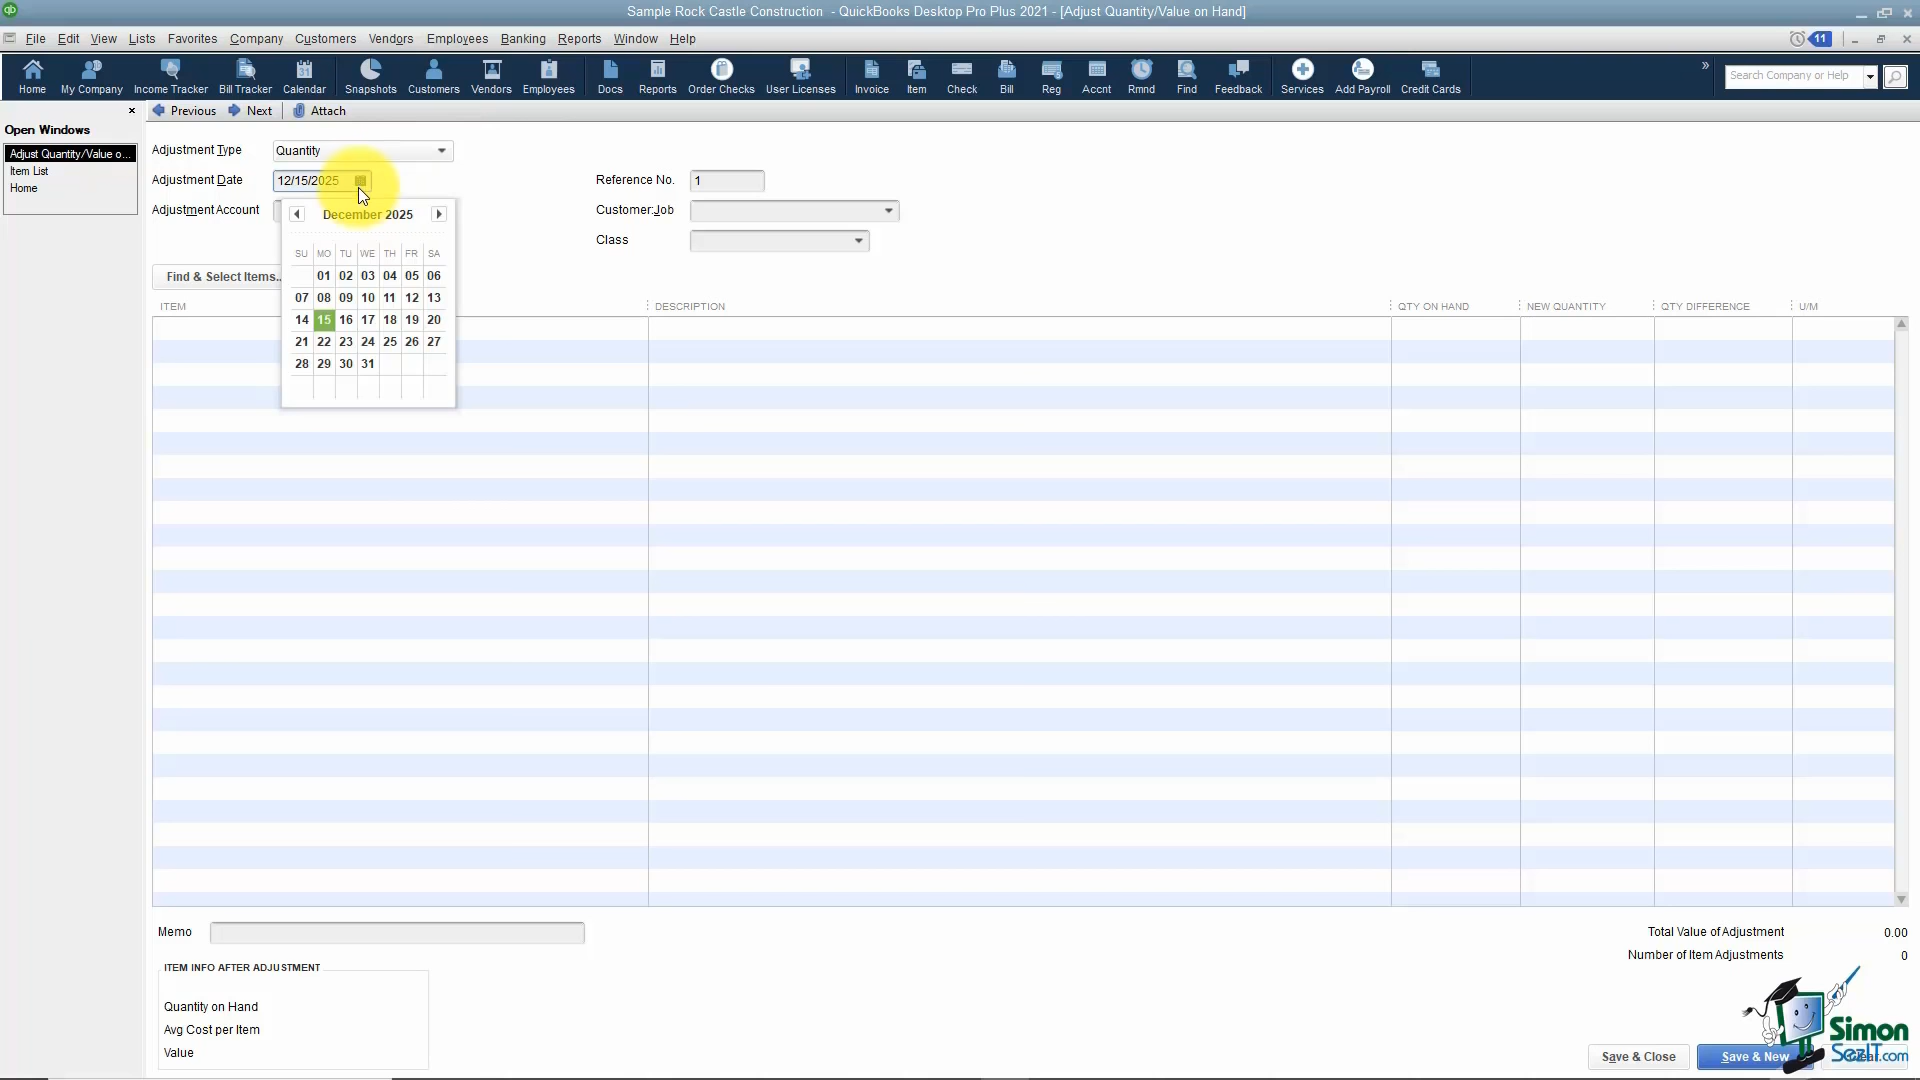 Sample Rock Castle Construction - QuickBooks Desktop Pro Plus 2021 - [Adjust Quantity/Value on Hand]
File Edit View Lists Favorites Company Customers Vendors Employees Banking Reports Window Help 11
Home My Company Income Tracker Bill Tracker Calendar Snapshots Customers Vendors Employees Docs Reports Order Checks User Licenses Invoice Item Check Bill Reg Accnt Rmnd Find Feedback Services Add Payroll Credit Cards » Search Company or Help
Previous Next Attach
Open Windows
Adjust Quantity/Value o...
Item List
Home
Adjustment Type Quantity
Adjustment Date 12/15/2025 Reference No. 1
Adjustment Account Customer:Job
Class
December 2025
SU MO TU WE TH FR SA
01 02 03 04 05 06
07 08 09 10 11 12 13
14 15 16 17 18 19 20
21 22 23 24 25 26 27
28 29 30 31
Find & Select Items..
ITEM DESCRIPTION QTY ON HAND NEW QUANTITY QTY DIFFERENCE U/M
Memo
Total Value of Adjustment 0.00
Number of Item Adjustments 0
ITEM INFO AFTER ADJUSTMENT
Quantity on Hand
Avg Cost per Item
Value
Save & Close Save & New
Simon
SezIT.com